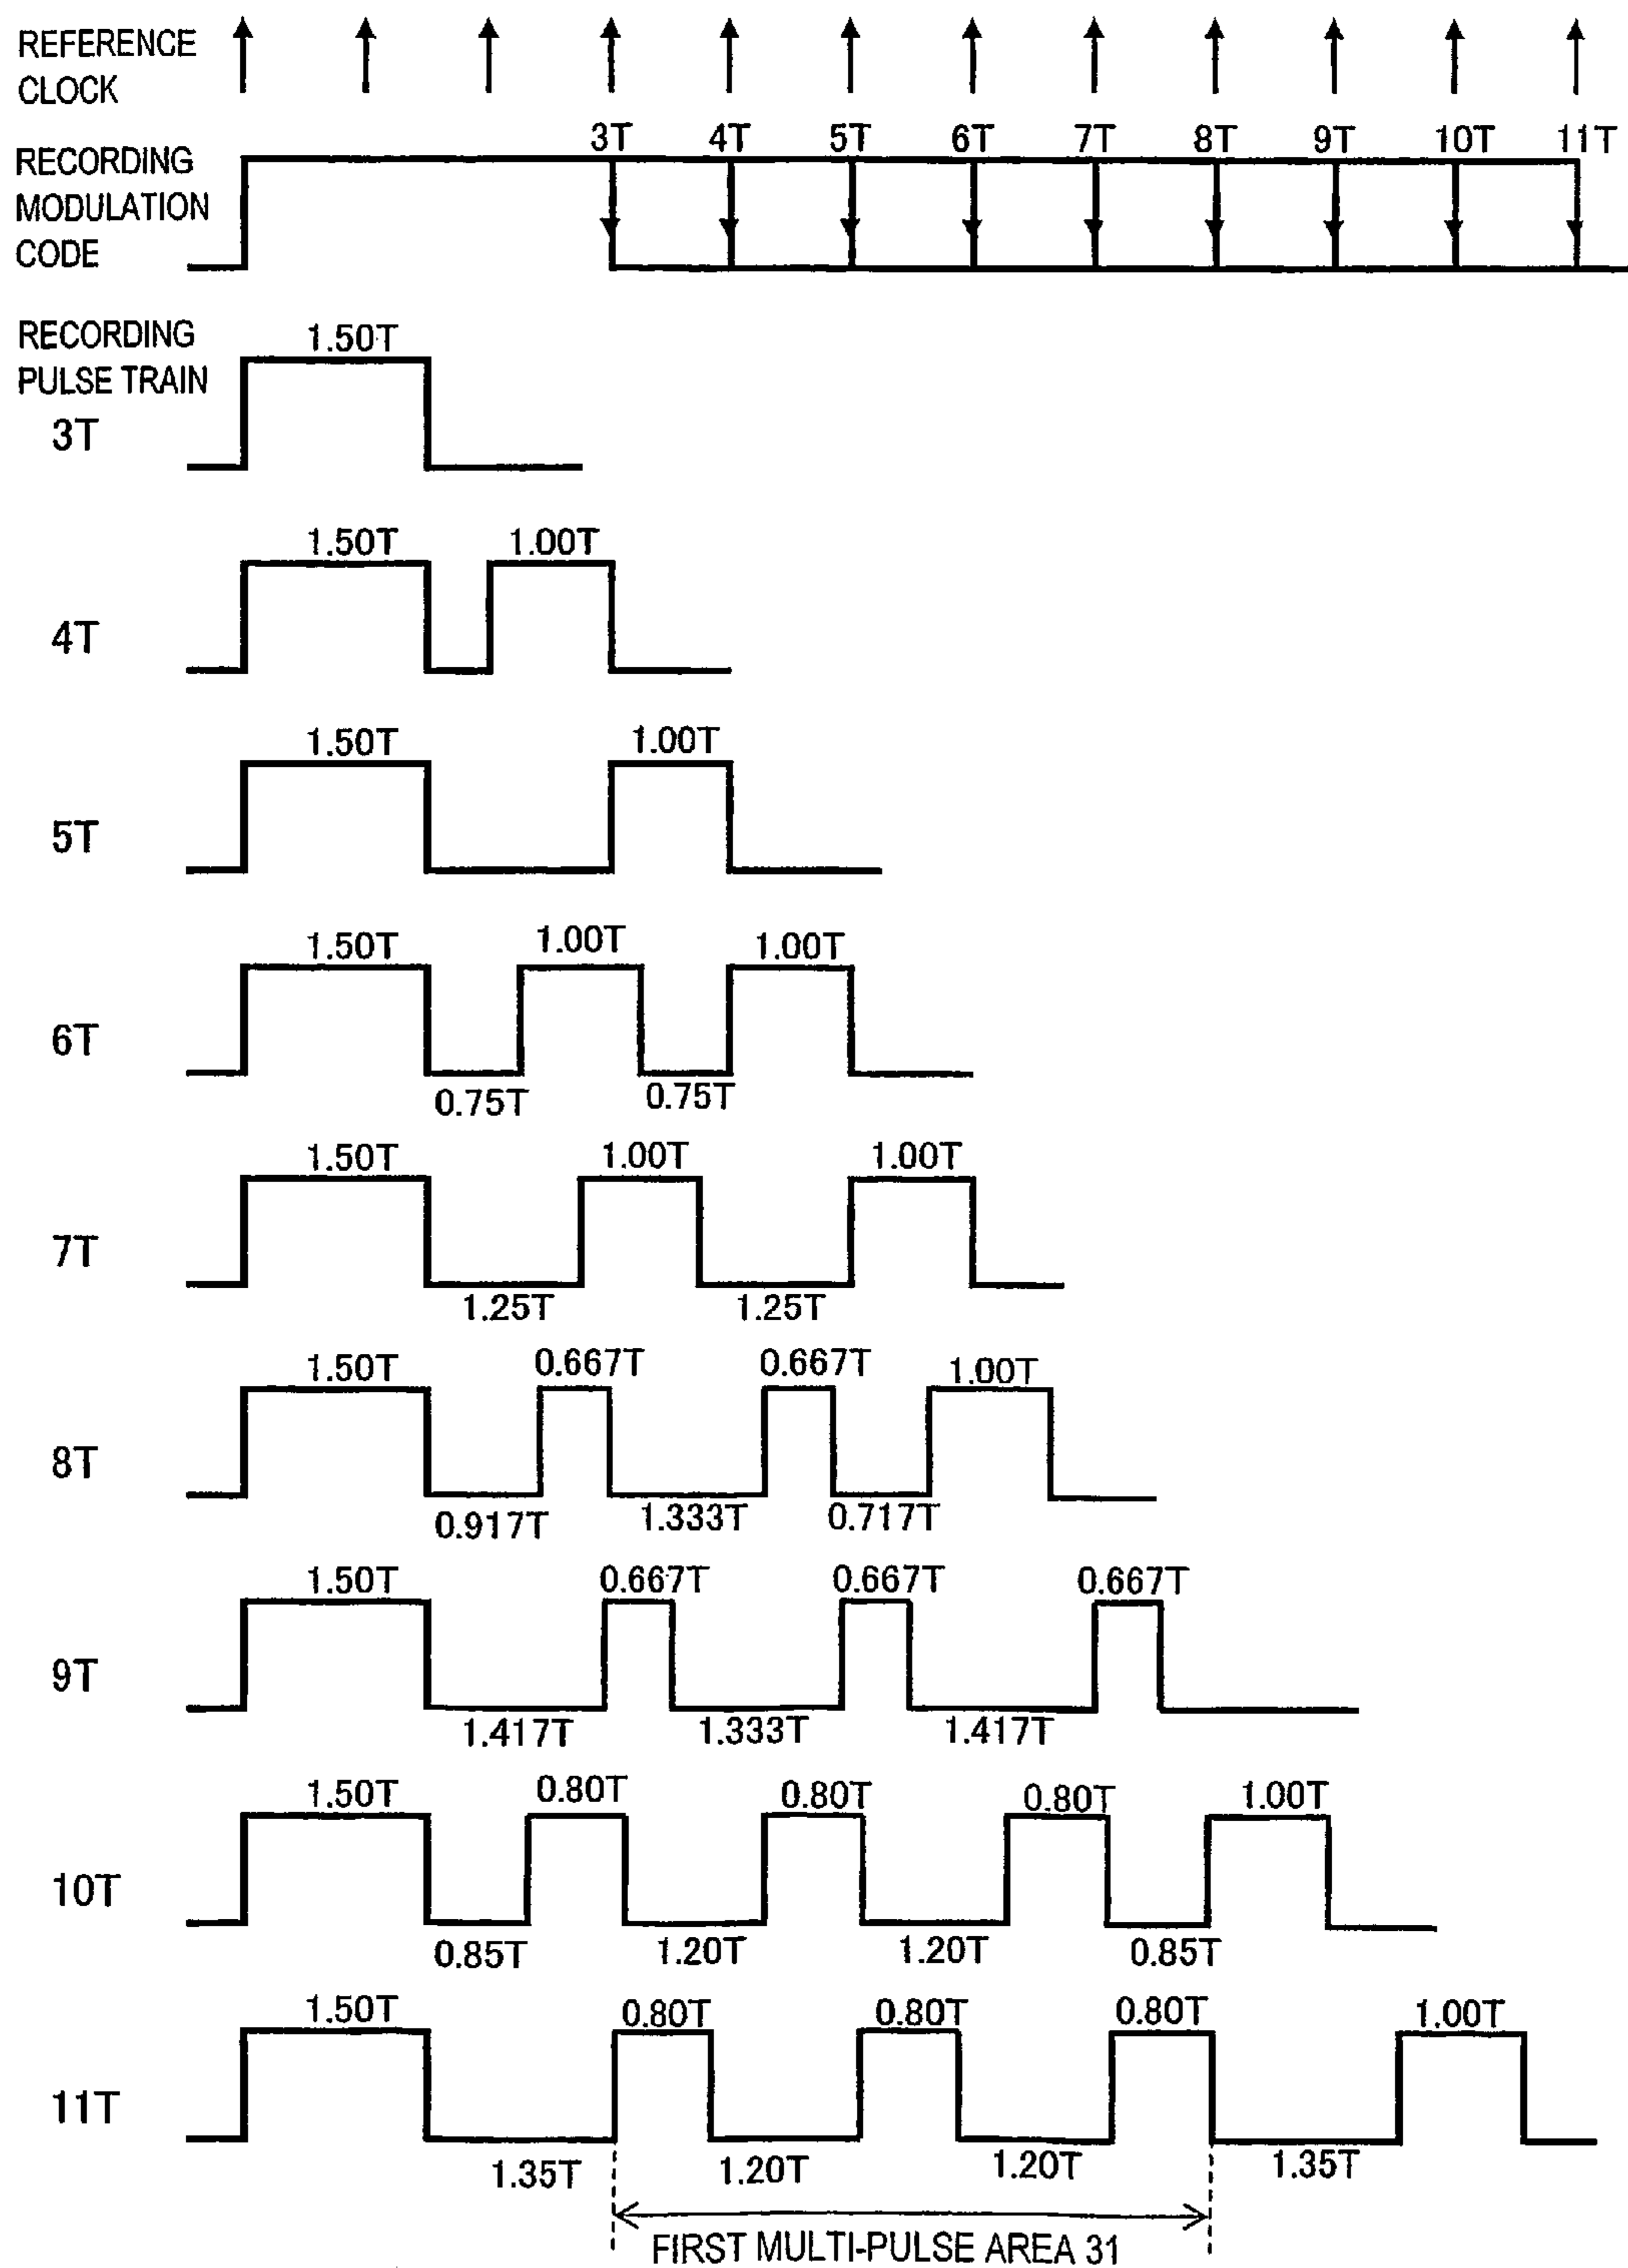 REFERENCE
CLOCK
3T 4T 5T 6T 7T 8T 9T 10T 11T
RECORDING
MODULATION
CODE
RECORDING
PULSE TRAIN
1.50T
3T
1.50T 1.00T
4T
1.50T 1.00T
5T
1.50T 1.00T 1.00T
6T
0.75T 0.75T
1.50T 1.00T 1.00T
7T
1.25T 1.25T
1.50T 0.667T 0.667T 1.00T
8T
0.917T 1.333T 0.717T
1.50T 0.667T 0.667T 0.667T
9T
1.417T 1.333T 1.417T
1.50T 0.80T 0.80T 0.80T 1.00T
10T
0.85T 1.20T 1.20T 0.85T
1.50T 0.80T 0.80T 0.80T 1.00T
11T
1.35T 1.20T 1.20T 1.35T
FIRST MULTI-PULSE AREA 31